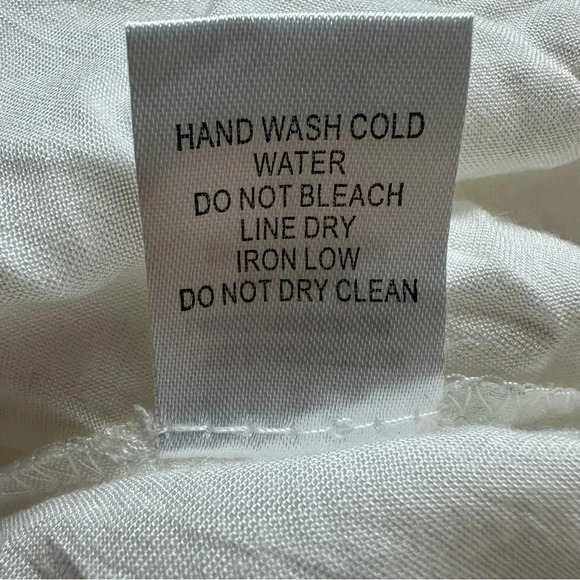 HAND WASH COLD
WATER
DO NOT BLEACH
LINE DRY
IRON LOW
DO NOT DRY CLEAN